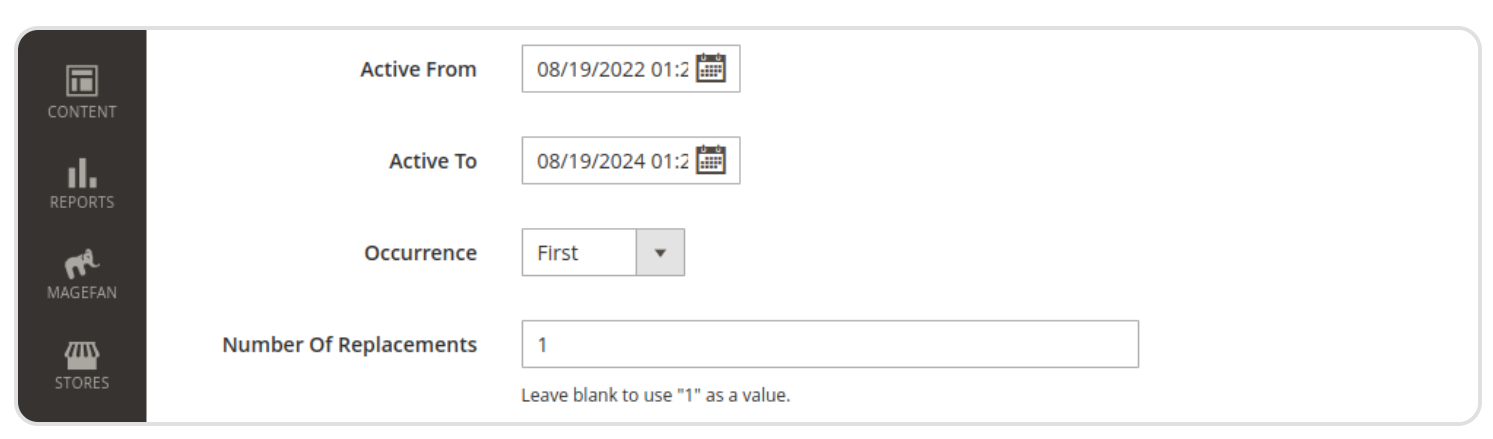 CONTENT
REPORTS
MAGEFAN
STORES
Active From 08/19/2022 01:2
Active To 08/19/2024 01:2
Occurrence First
Number Of Replacements 1
Leave blank to use "1" as a value.